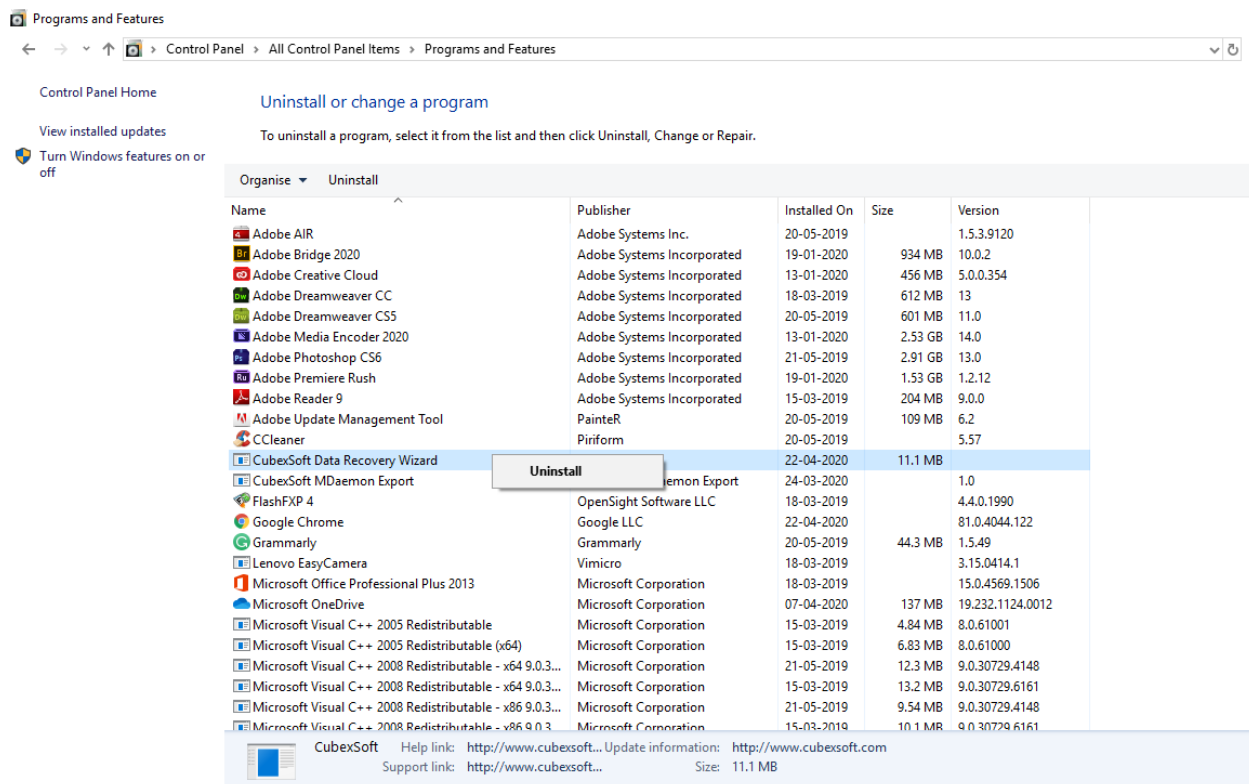 Programs and Features
Control Panel > All Control Panel Items > Programs and Features
Control Panel Home
View installed updates
Turn Windows features on or
off
Uninstall or change a program
To uninstall a program, select it from the list and then click Uninstall, Change or Repair.
Organise Uninstall
Name Publisher Installed On Size Version
Adobe AIR Adobe Systems Inc. 20-05-2019 1.5.3.9120
Adobe Bridge 2020 Adobe Systems Incorporated 19-01-2020 934 MB 10.0.2
Adobe Creative Cloud Adobe Systems Incorporated 13-01-2020 456 MB 5.0.0.354
Adobe Dreamweaver CC Adobe Systems Incorporated 18-03-2019 612 MB 13
Adobe Dreamweaver CS5 Adobe Systems Incorporated 20-05-2019 601 MB 11.0
Adobe Media Encoder 2020 Adobe Systems Incorporated 13-01-2020 2.53 GB 14.0
Adobe Photoshop CS6 Adobe Systems Incorporated 21-05-2019 2.91 GB 13.0
Adobe Premiere Rush Adobe Systems Incorporated 19-01-2020 1.53 GB 1.2.12
Adobe Reader 9 Adobe Systems Incorporated 15-03-2019 204 MB 9.0.0
Adobe Update Management Tool PainteR 20-05-2019 109 MB 6.2
CCleaner Piriform 20-05-2019 5.57
CubexSoft Data Recovery Wizard 22-04-2020 11.1 MB
Uninstall
CubexSoft MDaemon Export emon Export 24-03-2020 1.0
FlashFXP 4 OpenSight Software LLC 18-03-2019 4.4.0.1990
Google Chrome Google LLC 22-04-2020 81.0.4044.122
Grammarly Grammarly 20-05-2019 44.3 MB 1.5.49
Lenovo EasyCamera Vimicro 18-03-2019 3.15.0414.1
Microsoft Office Professional Plus 2013 Microsoft Corporation 18-03-2019 15.0.4569.1506
Microsoft OneDrive Microsoft Corporation 07-04-2020 137 MB 19.232.1124.0012
Microsoft Visual C++ 2005 Redistributable Microsoft Corporation 15-03-2019 4.84 MB 8.0.61001
Microsoft Visual C++ 2005 Redistributable (x64) Microsoft Corporation 15-03-2019 6.83 MB 8.0.61000
Microsoft Visual C++ 2008 Redistributable - x64 9.0.3... Microsoft Corporation 21-05-2019 12.3 MB 9.0.30729.4148
Microsoft Visual C++ 2008 Redistributable - x64 9.0.3... Microsoft Corporation 15-03-2019 13.2 MB 9.0.30729.6161
Microsoft Visual C++ 2008 Redistributable - x86 9.0.3... Microsoft Corporation 21-05-2019 9.54 MB 9.0.30729.4148
Microsoft Visual C++ 2008 Redistributable - x86 9.0.3... Microsoft Corporation 15-03-2019 10.1 MB 9.0.30729.6161
CubexSoft Help link: http://www.cubexsoft... Update information: http://www.cubexsoft.com
Support link: http://www.cubexsoft... Size: 11.1 MB